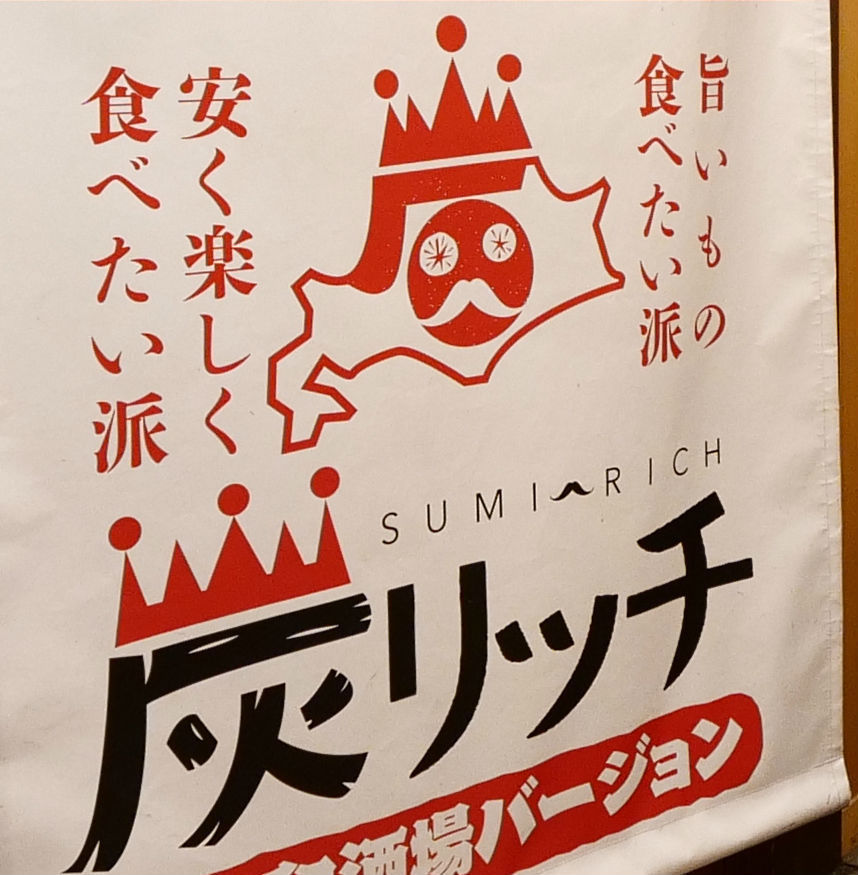 旨いもの
食べたい派
安く楽しく
食べたい派
SUMI RICH
炭リッチ
酒場バージョン